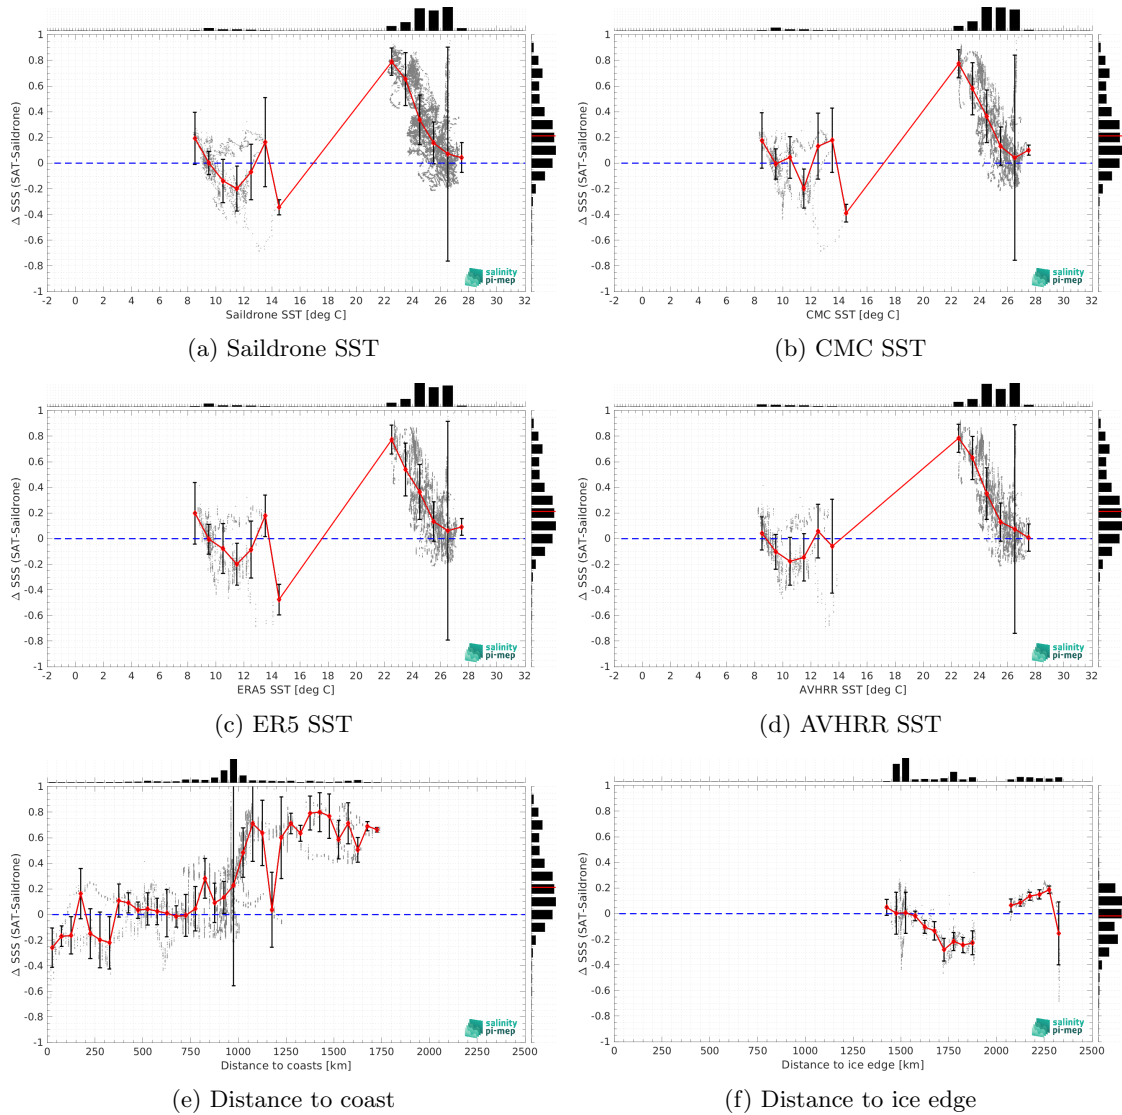 1
0.8
0.6
0.4
0.2
0
-0.2
-0.4
-0.6
-0.8
-1
Δ SSS (SAT-Saildrone)
salinity
pi-mep
-2 0 2 4 6 8 10 12 14 16 18 20 22 24 26 28 30 32
Saildrone SST [deg C]
(a) Saildrone SST
1
0.8
0.6
0.4
0.2
0
-0.2
-0.4
-0.6
-0.8
-1
Δ SSS (SAT-Saildrone)
salinity
pi-mep
-2 0 2 4 6 8 10 12 14 16 18 20 22 24 26 28 30 32
CMC SST [deg C]
(b) CMC SST
1
0.8
0.6
0.4
0.2
0
-0.2
-0.4
-0.6
-0.8
-1
Δ SSS (SAT-Saildrone)
salinity
pi-mep
-2 0 2 4 6 8 10 12 14 16 18 20 22 24 26 28 30 32
ERA5 SST [deg C]
(c) ER5 SST
1
0.8
0.6
0.4
0.2
0
-0.2
-0.4
-0.6
-0.8
-1
Δ SSS (SAT-Saildrone)
salinity
pi-mep
-2 0 2 4 6 8 10 12 14 16 18 20 22 24 26 28 30 32
AVHRR SST [deg C]
(d) AVHRR SST
1
0.8
0.6
0.4
0.2
0
-0.2
-0.4
-0.6
-0.8
-1
Δ SSS (SAT-Saildrone)
salinity
pi-mep
0 250 500 750 1000 1250 1500 1750 2000 2250 2500
Distance to coasts [km]
(e) Distance to coast
1
0.8
0.6
0.4
0.2
0
-0.2
-0.4
-0.6
-0.8
-1
Δ SSS (SAT-Saildrone)
salinity
pi-mep
0 250 500 750 1000 1250 1500 1750 2000 2250 2500
Distance to ice edge [km]
(f) Distance to ice edge